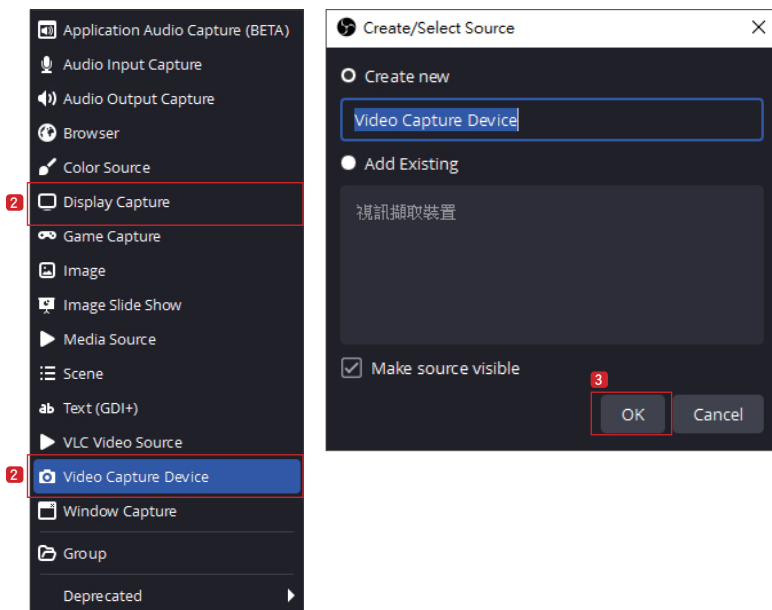 Application Audio Capture (BETA)
Audio Input Capture
Audio Output Capture
Browser
Color Source
2
Display Capture
Game Capture
Image
Image Slide Show
Media Source
Scene
ab Text (GDI+)
VLC Video Source
2
Video Capture Device
Window Capture
Group
Deprecated
Create/Select Source
Create new
Video Capture Device
Add Existing
視訊擷取裝置
Make source visible
3
OK
Cancel